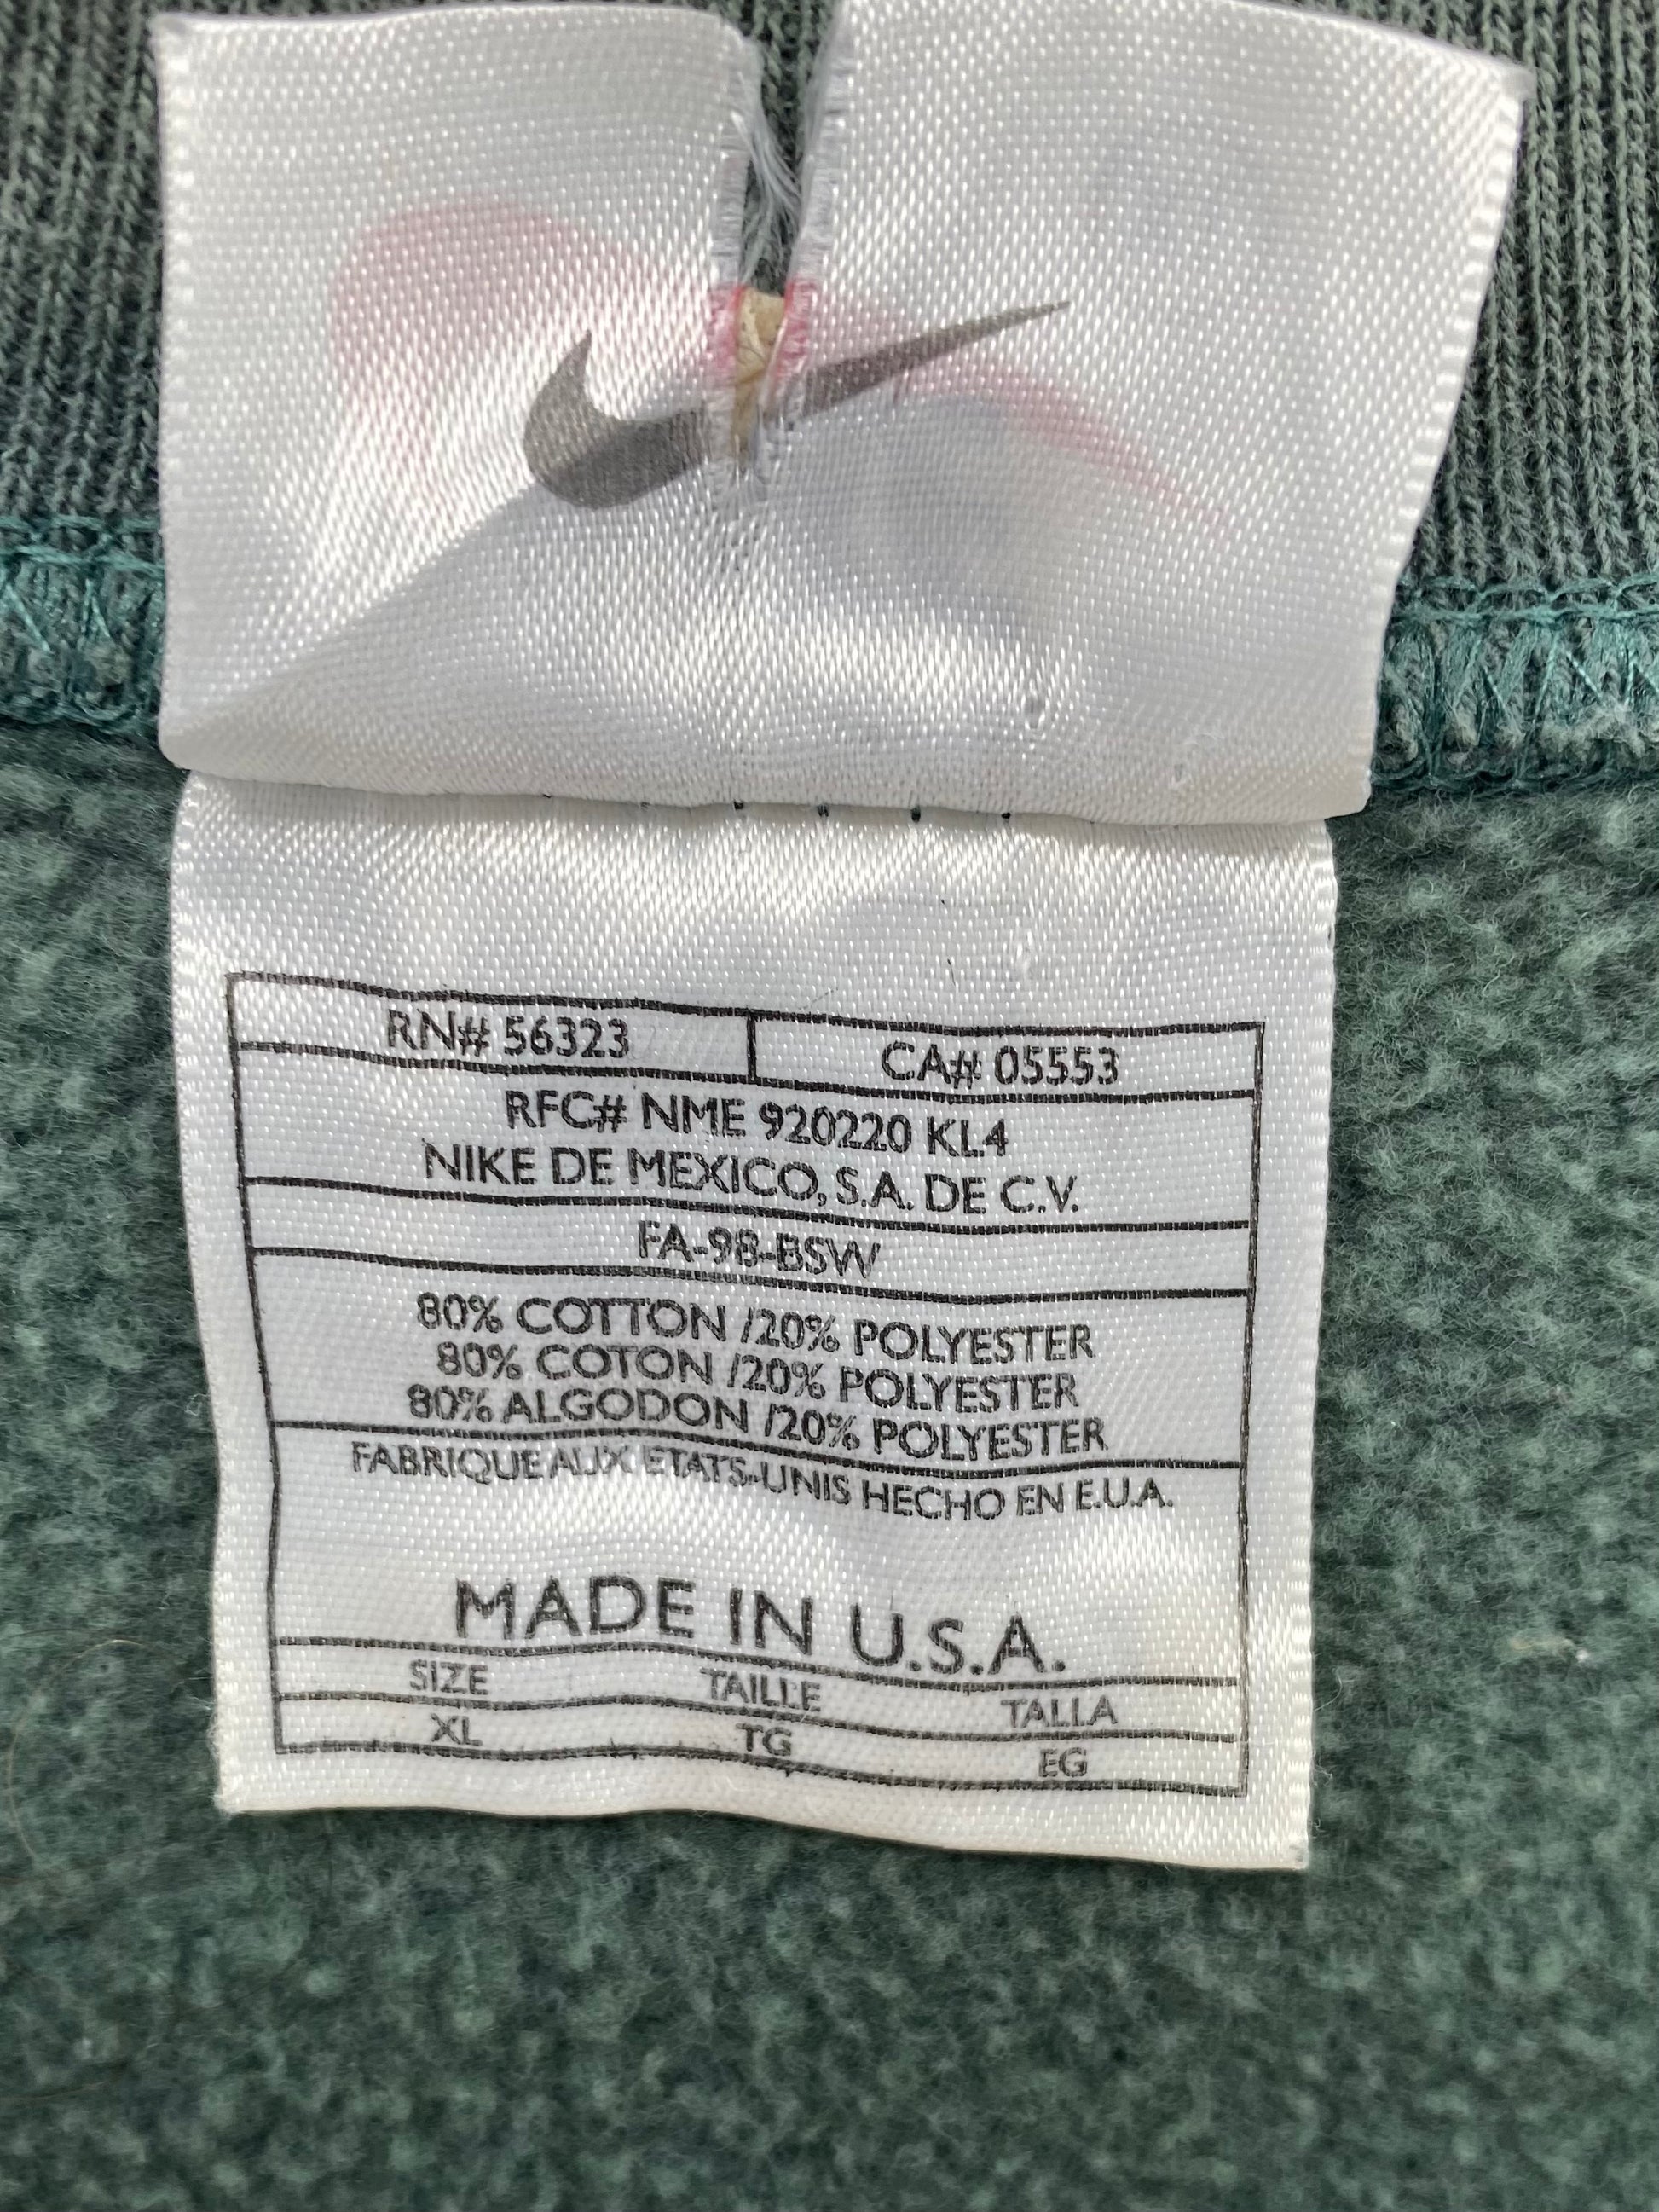 RN# 56323 CA# 05553
RFC# NME 920220 KL4
NIKE DE MEXICO, S.A. DE C.V.
FA-98-BSW
80% COTTON /20% POLYESTER
80% COTON /20% POLYESTER
80% ALGODON /20% POLYESTER
FABRIQUE AUX ETATS-UNIS HECHO EN E.U.A.
MADE IN U.S.A.
SIZE TAILLE TALLA
XL TG EG